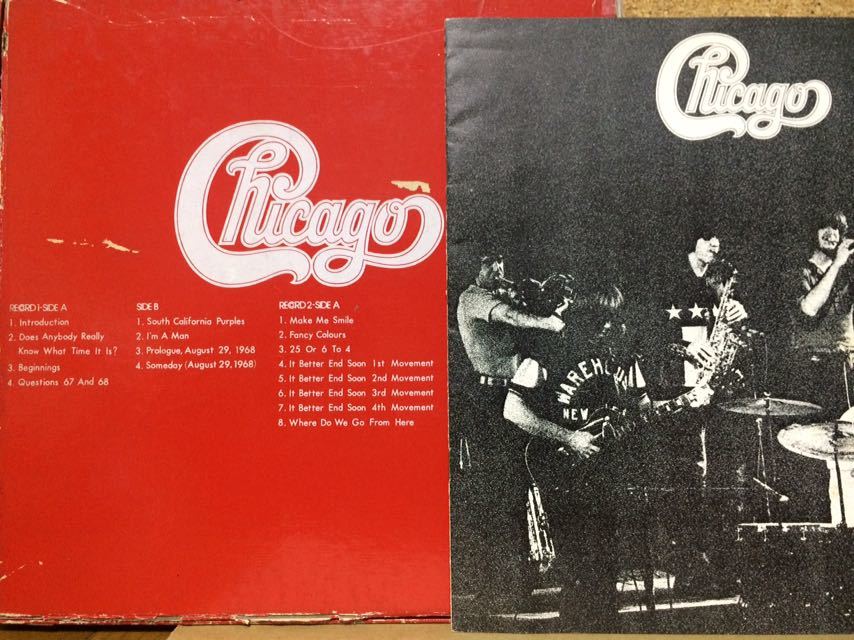 Chicago
RECORD 1-SIDE A
1. Introduction
2. Does Anybody Really
Know What Time It Is?
3. Beginnings
4. Questions 67 And 68
SIDE B
1. South California Purples
2. I'm A Man
3. Prologue, August 29, 1968
4. Someday (August 29, 1968)
RECORD 2-SIDE A
1. Make Me Smile
2. Fancy Colours
3. 25 Or 6 To 4
4. It Better End Soon 1st Movement
5. It Better End Soon 2nd Movement
6. It Better End Soon 3rd Movement
7. It Better End Soon 4th Movement
8. Where Do We Go From Here
Chicago
WAREHOU
NEW